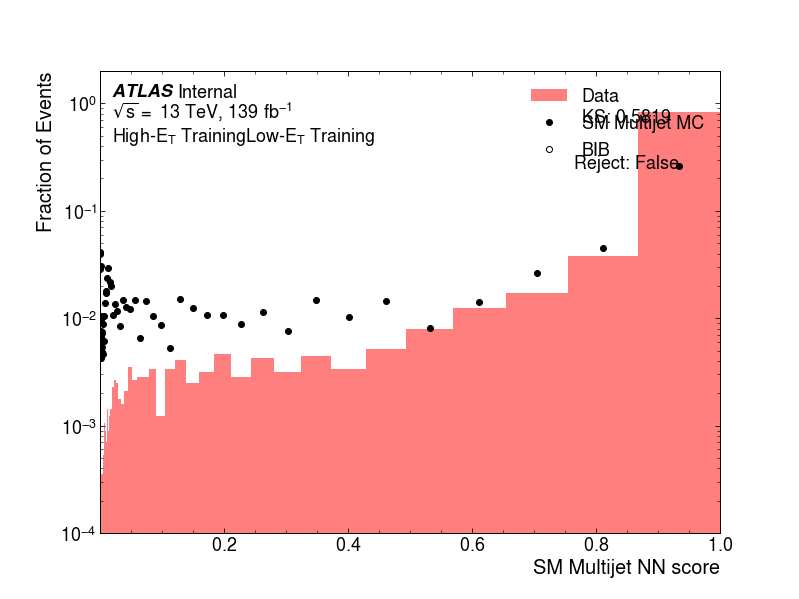 ATLAS Internal
√s = 13 TeV, 139 fb⁻¹
High-E_T TrainingLow-E_T Training
Data
KS: 0.5819
SM Multijet MC
BIB
Reject: False
Fraction of Events
10⁰
10⁻¹
10⁻²
10⁻³
10⁻⁴
0.2 0.4 0.6 0.8 1.0
SM Multijet NN score